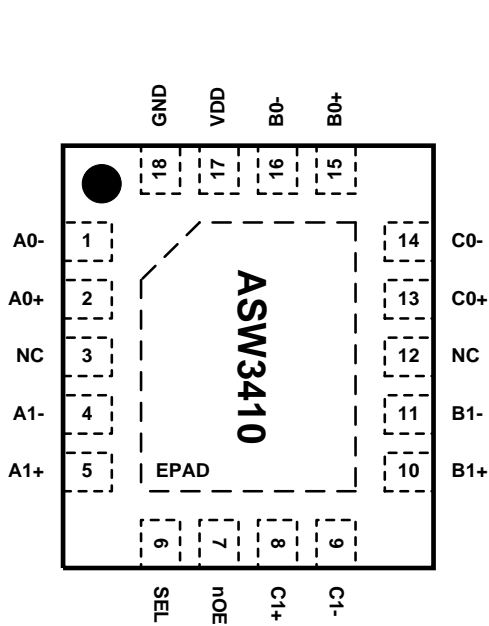 GND VDD B0- B0+
18 17 16 15
A0- 1 14 C0-
A0+ 2 13 C0+
NC 3 12 NC
A1- 4 11 B1-
A1+ 5 10 B1+
ASW3410
EPAD
6 7 8 9
SEL nOE C1+ C1-